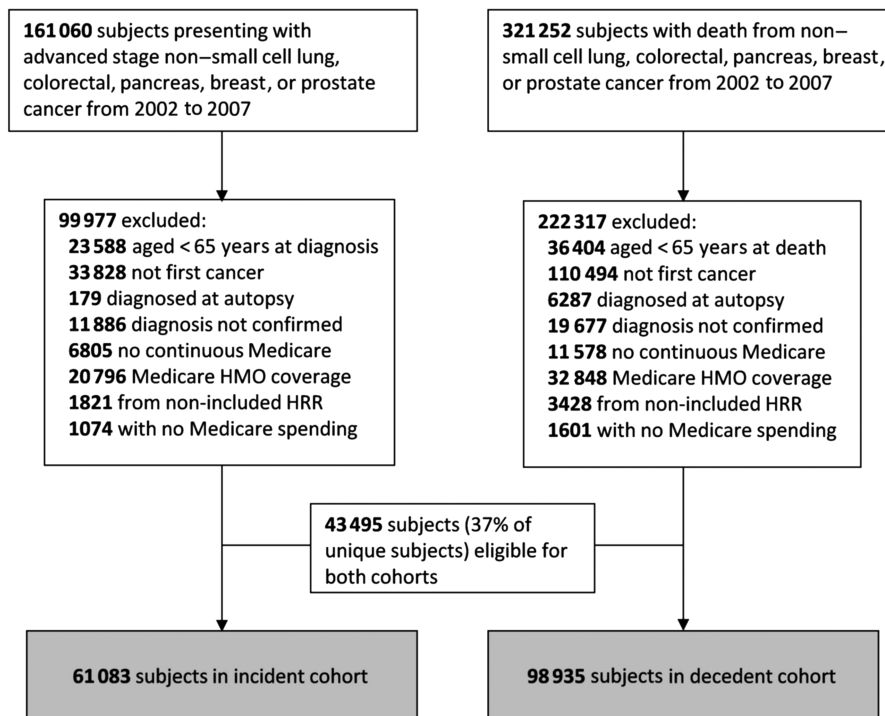 161 060 subjects presenting with
advanced stage non–small cell lung,
colorectal, pancreas, breast, or prostate
cancer from 2002 to 2007
321 252 subjects with death from non–
small cell lung, colorectal, pancreas, breast,
or prostate cancer from 2002 to 2007
99 977 excluded:
23 588 aged < 65 years at diagnosis
33 828 not first cancer
179 diagnosed at autopsy
11 886 diagnosis not confirmed
6805 no continuous Medicare
20 796 Medicare HMO coverage
1821 from non-included HRR
1074 with no Medicare spending
222 317 excluded:
36 404 aged < 65 years at death
110 494 not first cancer
6287 diagnosed at autopsy
19 677 diagnosis not confirmed
11 578 no continuous Medicare
32 848 Medicare HMO coverage
3428 from non-included HRR
1601 with no Medicare spending
43 495 subjects (37% of
unique subjects) eligible for
both cohorts
61 083 subjects in incident cohort
98 935 subjects in decedent cohort